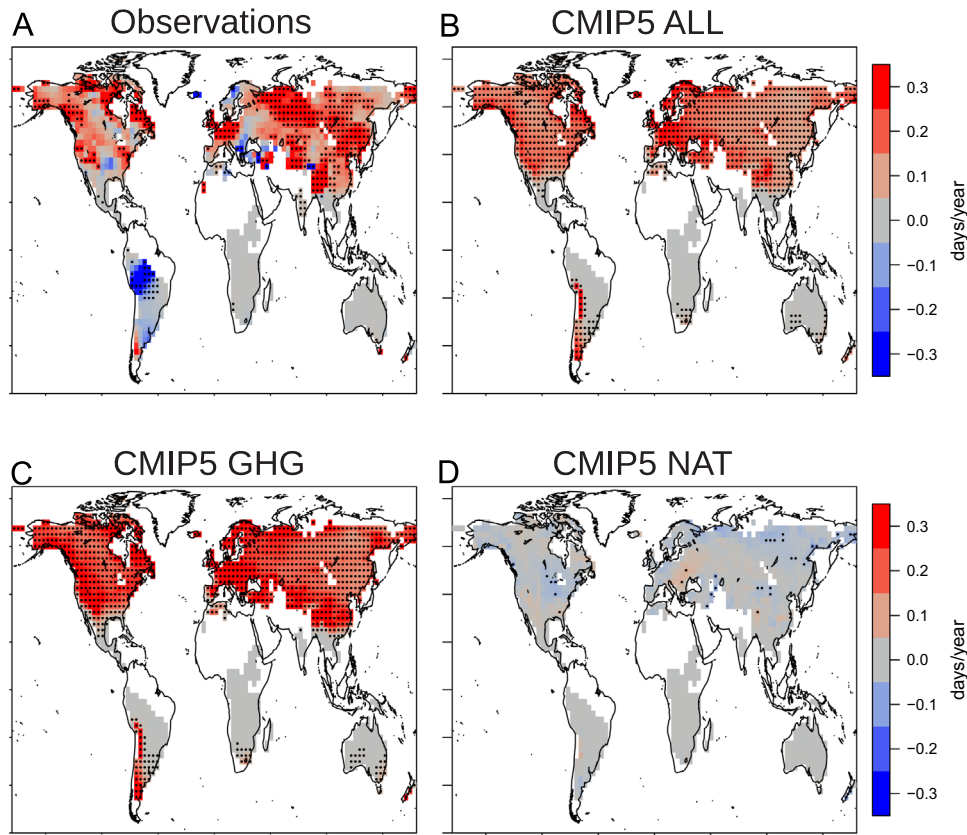 A
Observations
B
CMIP5 ALL
0.3
0.2
0.1
0.0
−0.1
−0.2
−0.3
days/year
C
CMIP5 GHG
D
CMIP5 NAT
0.3
0.2
0.1
0.0
−0.1
−0.2
−0.3
days/year